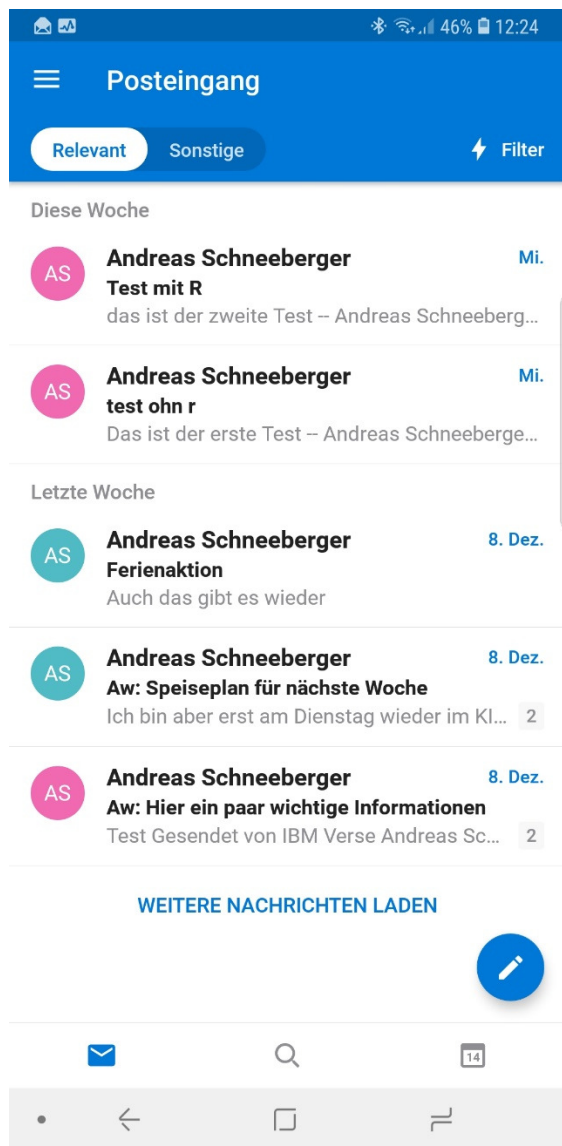 46% 12:24
Posteingang
Relevant Sonstige Filter
Diese Woche
AS Andreas Schneeberger Mi.
Test mit R
das ist der zweite Test -- Andreas Schneeberg...
AS Andreas Schneeberger Mi.
test ohn r
Das ist der erste Test -- Andreas Schneeberge...
Letzte Woche
AS Andreas Schneeberger 8. Dez.
Ferienaktion
Auch das gibt es wieder
AS Andreas Schneeberger 8. Dez.
Aw: Speiseplan für nächste Woche
Ich bin aber erst am Dienstag wieder im KI... 2
AS Andreas Schneeberger 8. Dez.
Aw: Hier ein paar wichtige Informationen
Test Gesendet von IBM Verse Andreas Sc... 2
WEITERE NACHRICHTEN LADEN
14